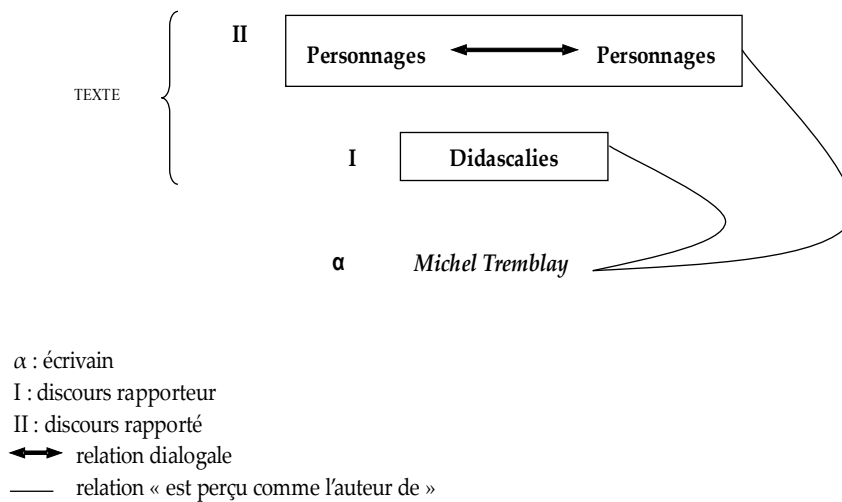 II
Personnages Personnages
TEXTE
I Didascalies
α Michel Tremblay
α : écrivain
I : discours rapporteur
II : discours rapporté
relation dialogale
relation « est perçu comme l'auteur de »